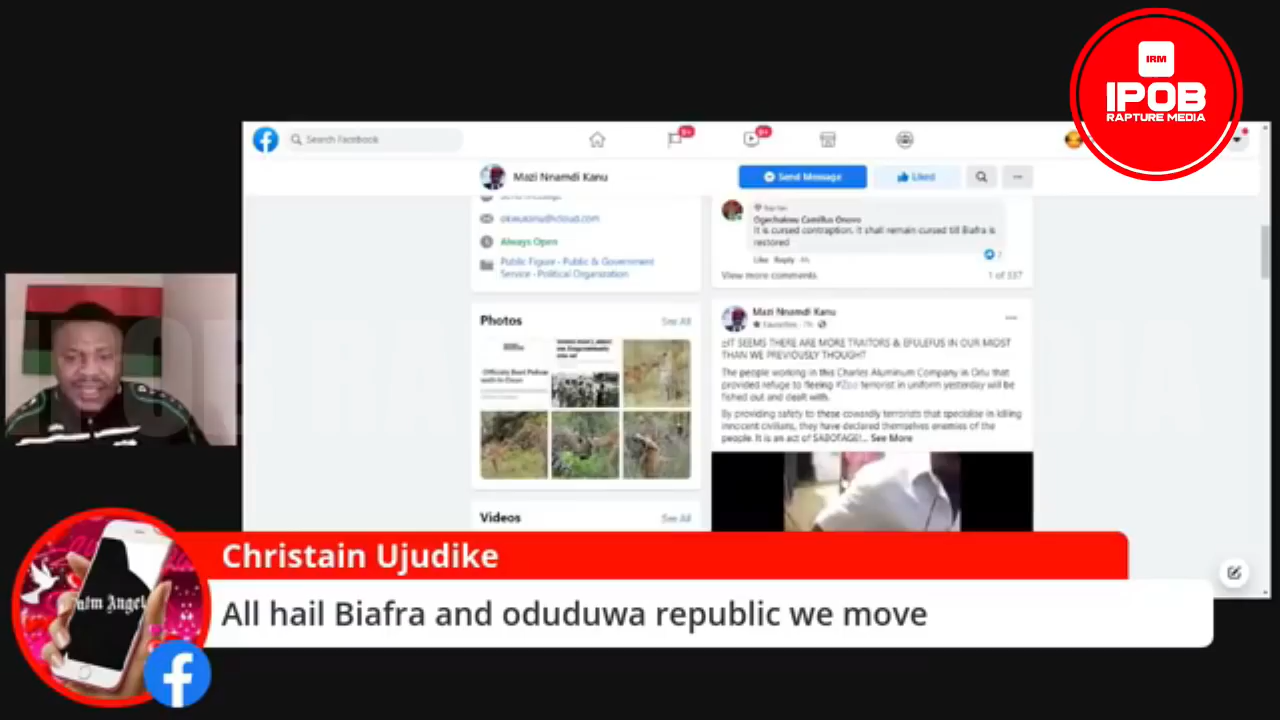 IRM
IPOB
RAPTURE MEDIA
Search Facebook
9+
9+
Mazi Nnamdi Kanu
Send Message
Liked
Always Open
Public Figure · Public & Government
Service · Political Organization
Ogechukwu Camillus Onovo
It is cursed contraption. It shall remain cursed till Biafra is
restored
Like · Reply ·
View more comments
1 of 337
Photos
See All
Mazi Nnamdi Kanu
Favorites ·
IT SEEMS THERE ARE MORE TRAITORS & EFULEFUS IN OUR MIDST
THAN WE PREVIOUSLY THOUGHT
The people working in this Charles Aluminum Company in Orlu that
provided refuge to fleeing #Zoo terrorist in uniform yesterday will be
fished out and dealt with.
By providing safety to these cowardly terrorists that specialise in killing
innocent civilians, they have declared themselves enemies of the
people. It is an act of SABOTAGE!... See More
Videos
See All
Christain Ujudike
All hail Biafra and oduduwa republic we move